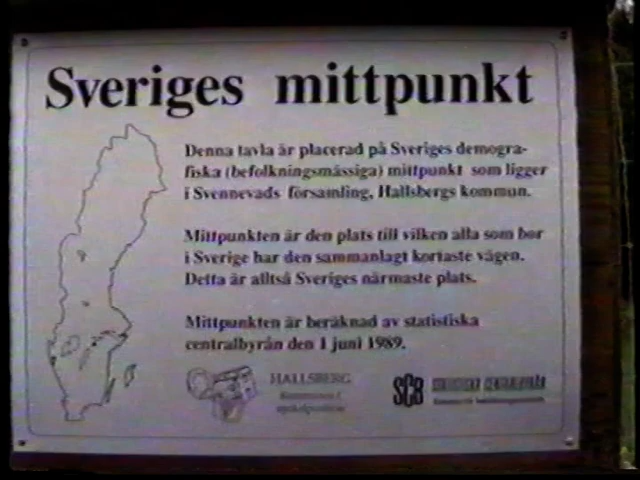 Sveriges mittpunkt
Denna tavla är placerad på Sveriges demogra-
fiska (befolkningsmässiga) mittpunkt som ligger
i Svennevads församling, Hallsbergs kommun.
Mittpunkten är den plats till vilken alla som bor
i Sverige har den sammanlagt kortaste vägen.
Detta är alltså Sveriges närmaste plats.
Mittpunkten är beräknad av statistiska
centralbyrån den 1 juni 1989.
HALLSBERG
SCB STATISTISKA CENTRALBYRÅN